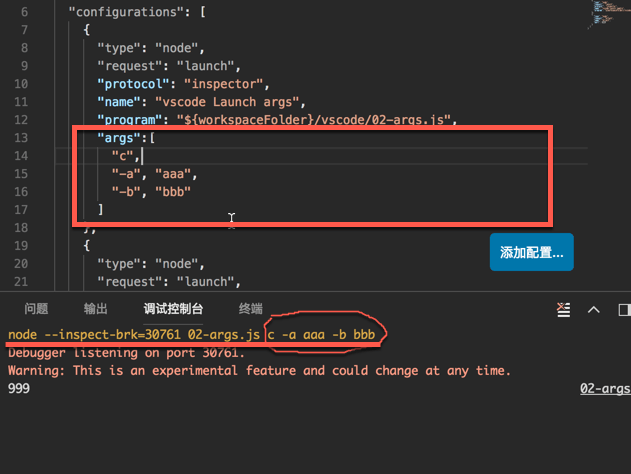 6 "configurations": [
7 {
8 "type": "node",
9 "request": "launch",
10 "protocol": "inspector",
11 "name": "vscode Launch args",
12 "program": "${workspaceFolder}/vscode/02-args.js",
13 "args":[
14 "c",
15 "-a", "aaa",
16 "-b", "bbb"
17 ]
18 },
19 {
添加配置...
20 "type": "node",
21 "request": "launch",
问题 输出 调试控制台 终端
node --inspect-brk=30761 02-args.js c -a aaa -b bbb
Debugger listening on port 30761.
Warning: This is an experimental feature and could change at any time.
999 02-args